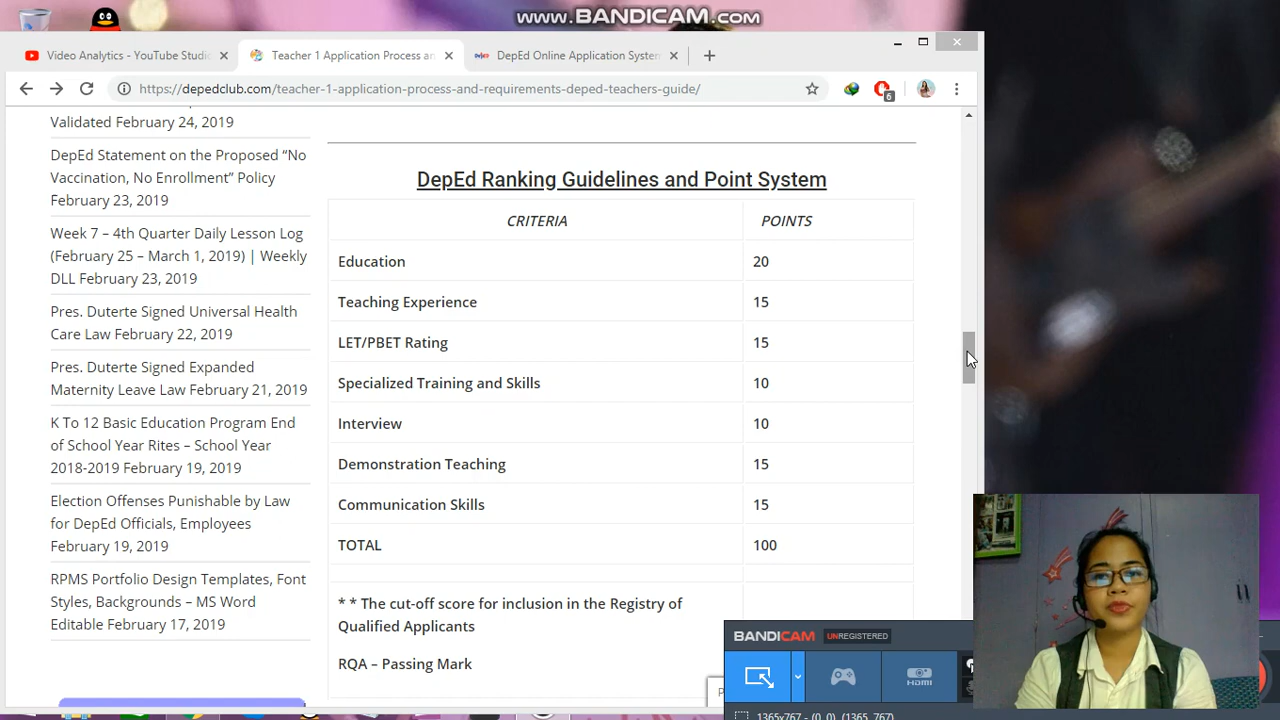 www.BANDICAM.com
Video Analytics - YouTube Studi
Teacher 1 Application Process an
DepEd Online Application System
https://depedclub.com/teacher-1-application-process-and-requirements-deped-teachers-guide/
6
Validated February 24, 2019
DepEd Statement on the Proposed “No
Vaccination, No Enrollment” Policy
February 23, 2019
Week 7 – 4th Quarter Daily Lesson Log
(February 25 – March 1, 2019) | Weekly
DLL February 23, 2019
Pres. Duterte Signed Universal Health
Care Law February 22, 2019
Pres. Duterte Signed Expanded
Maternity Leave Law February 21, 2019
K To 12 Basic Education Program End
of School Year Rites – School Year
2018-2019 February 19, 2019
Election Offenses Punishable by Law
for DepEd Officials, Employees
February 19, 2019
RPMS Portfolio Design Templates, Font
Styles, Backgrounds – MS Word
Editable February 17, 2019
DepEd Ranking Guidelines and Point System
CRITERIA POINTS
Education 20
Teaching Experience 15
LET/PBET Rating 15
Specialized Training and Skills 10
Interview 10
Demonstration Teaching 15
Communication Skills 15
TOTAL 100
* * The cut-off score for inclusion in the Registry of
Qualified Applicants
RQA – Passing Mark
BANDICAM UNREGISTERED
HDMI
1365x767 - (0, 0), (1365, 767)